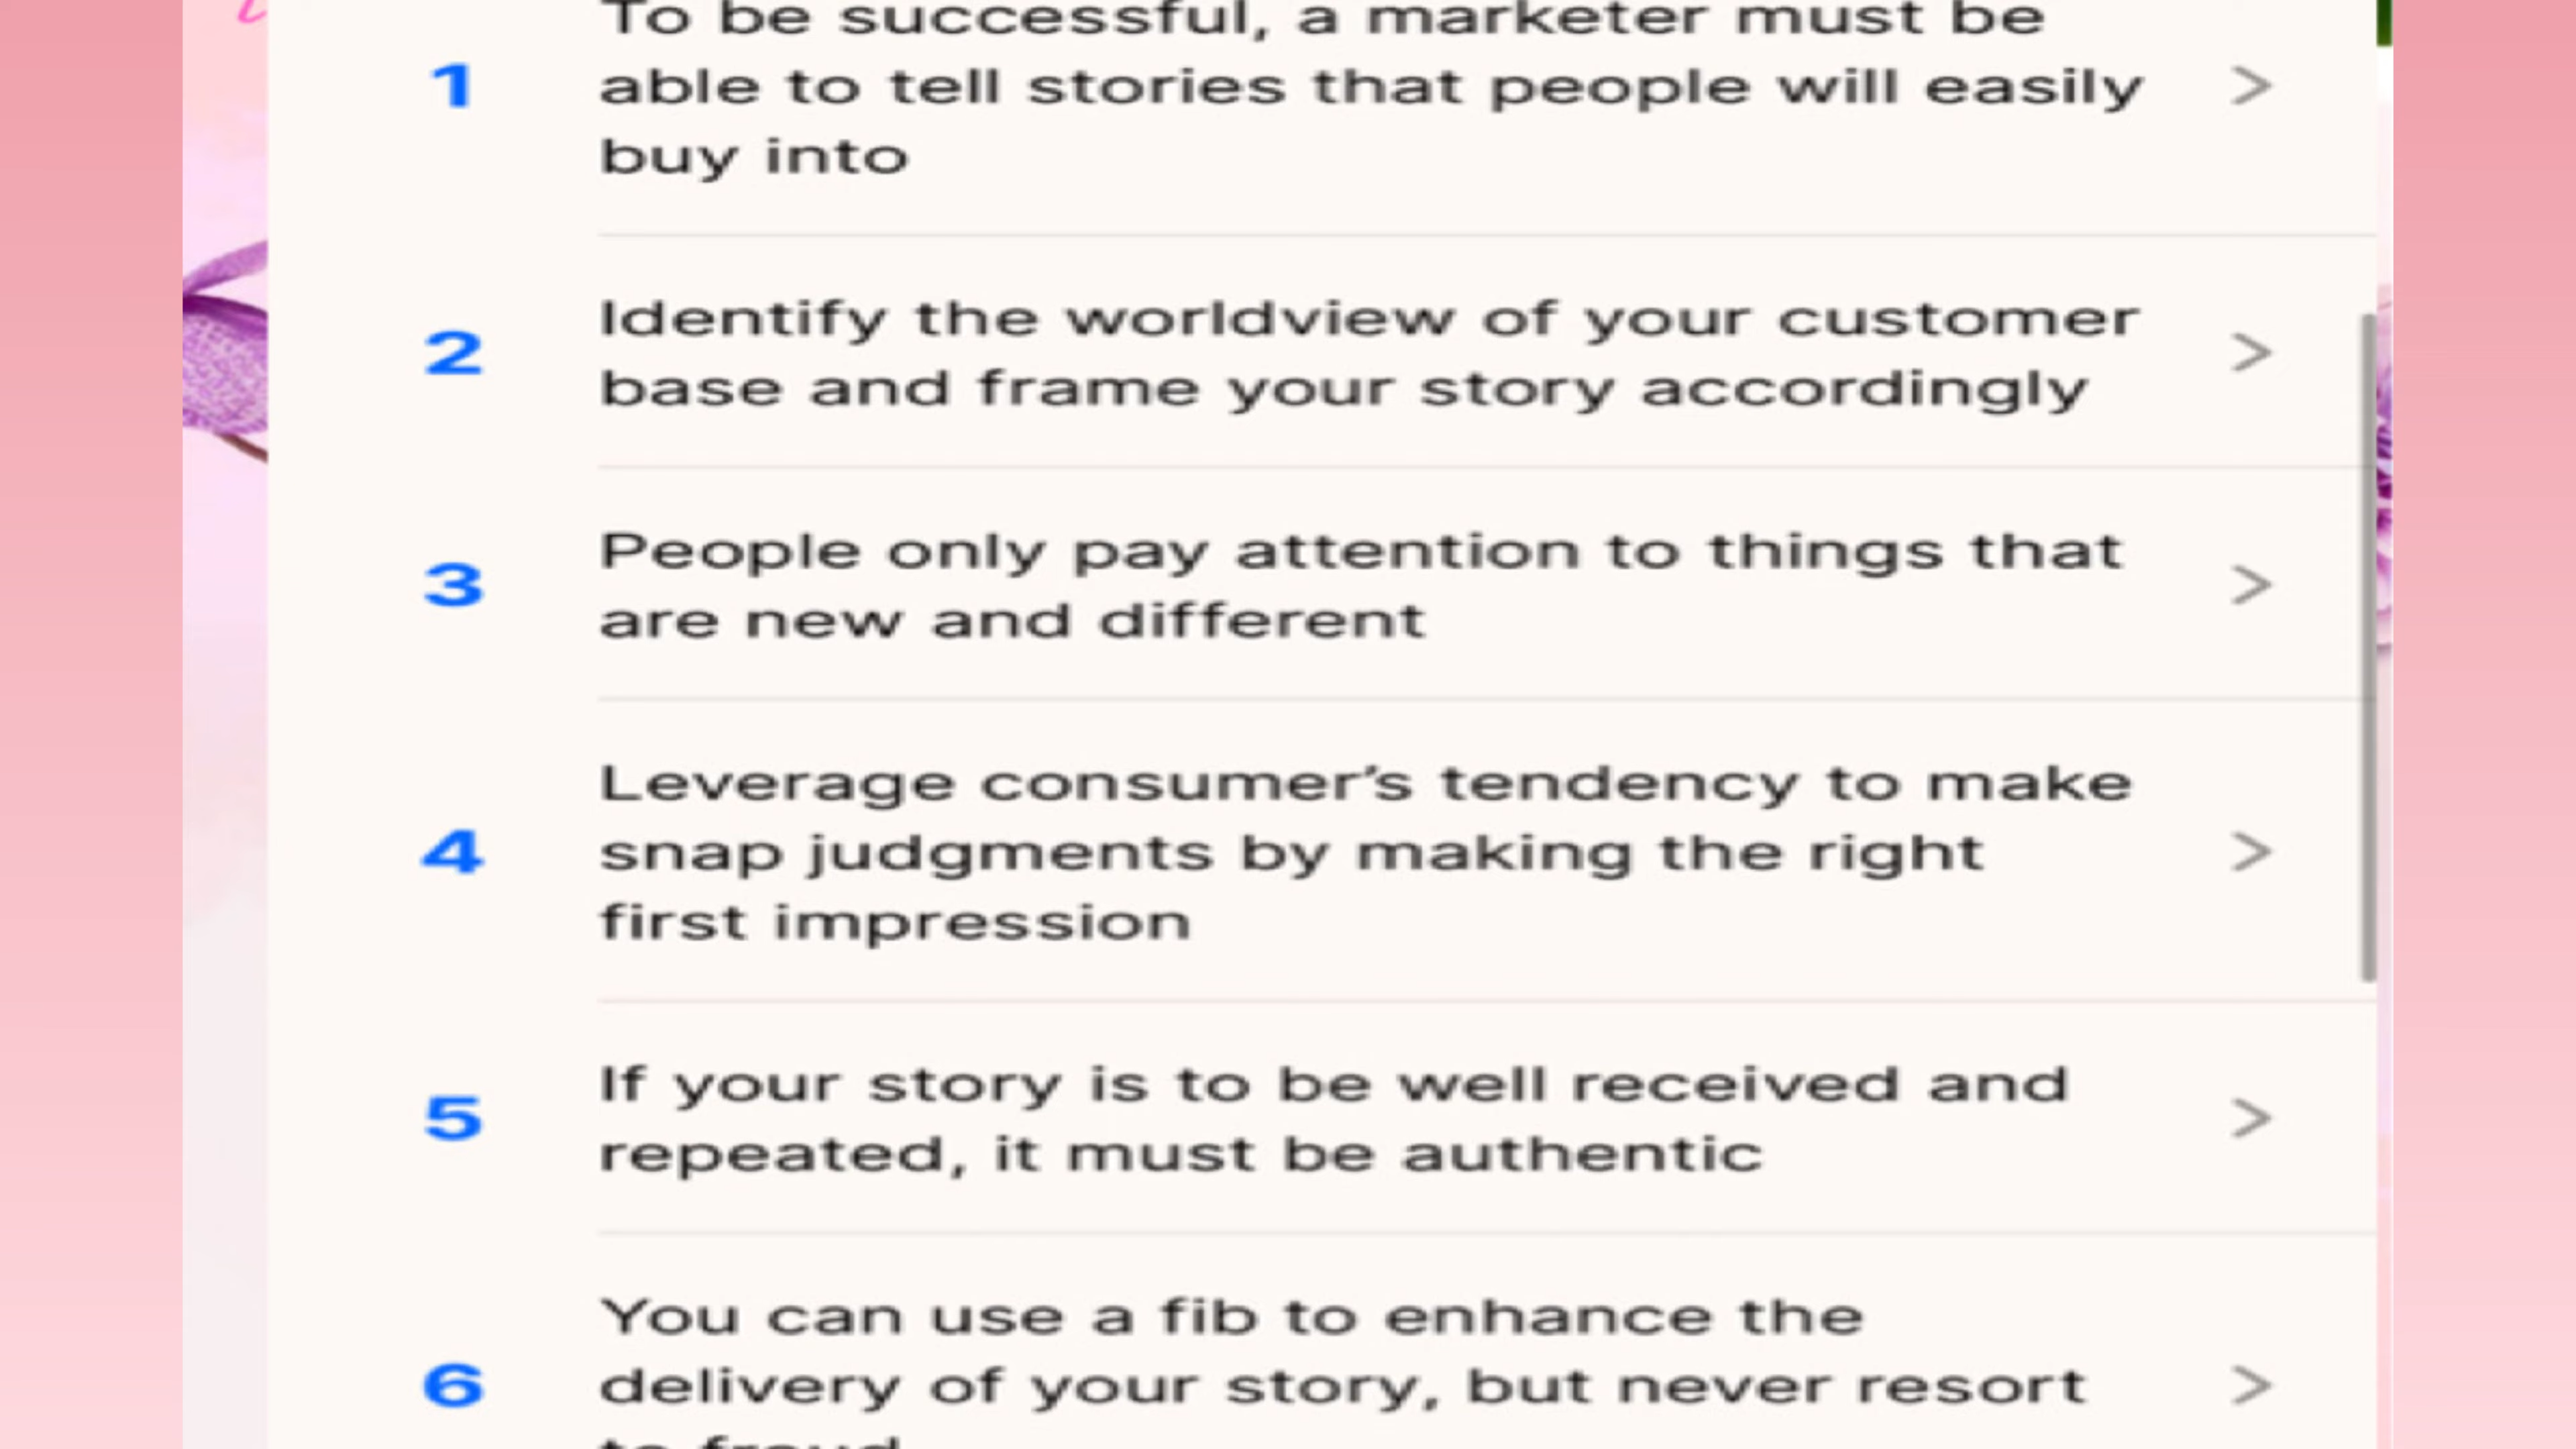 1
To be successful, a marketer must be
able to tell stories that people will easily
buy into
2
Identify the worldview of your customer
base and frame your story accordingly
3
People only pay attention to things that
are new and different
4
Leverage consumer’s tendency to make
snap judgments by making the right
first impression
5
If your story is to be well received and
repeated, it must be authentic
6
You can use a fib to enhance the
delivery of your story, but never resort
to fraud